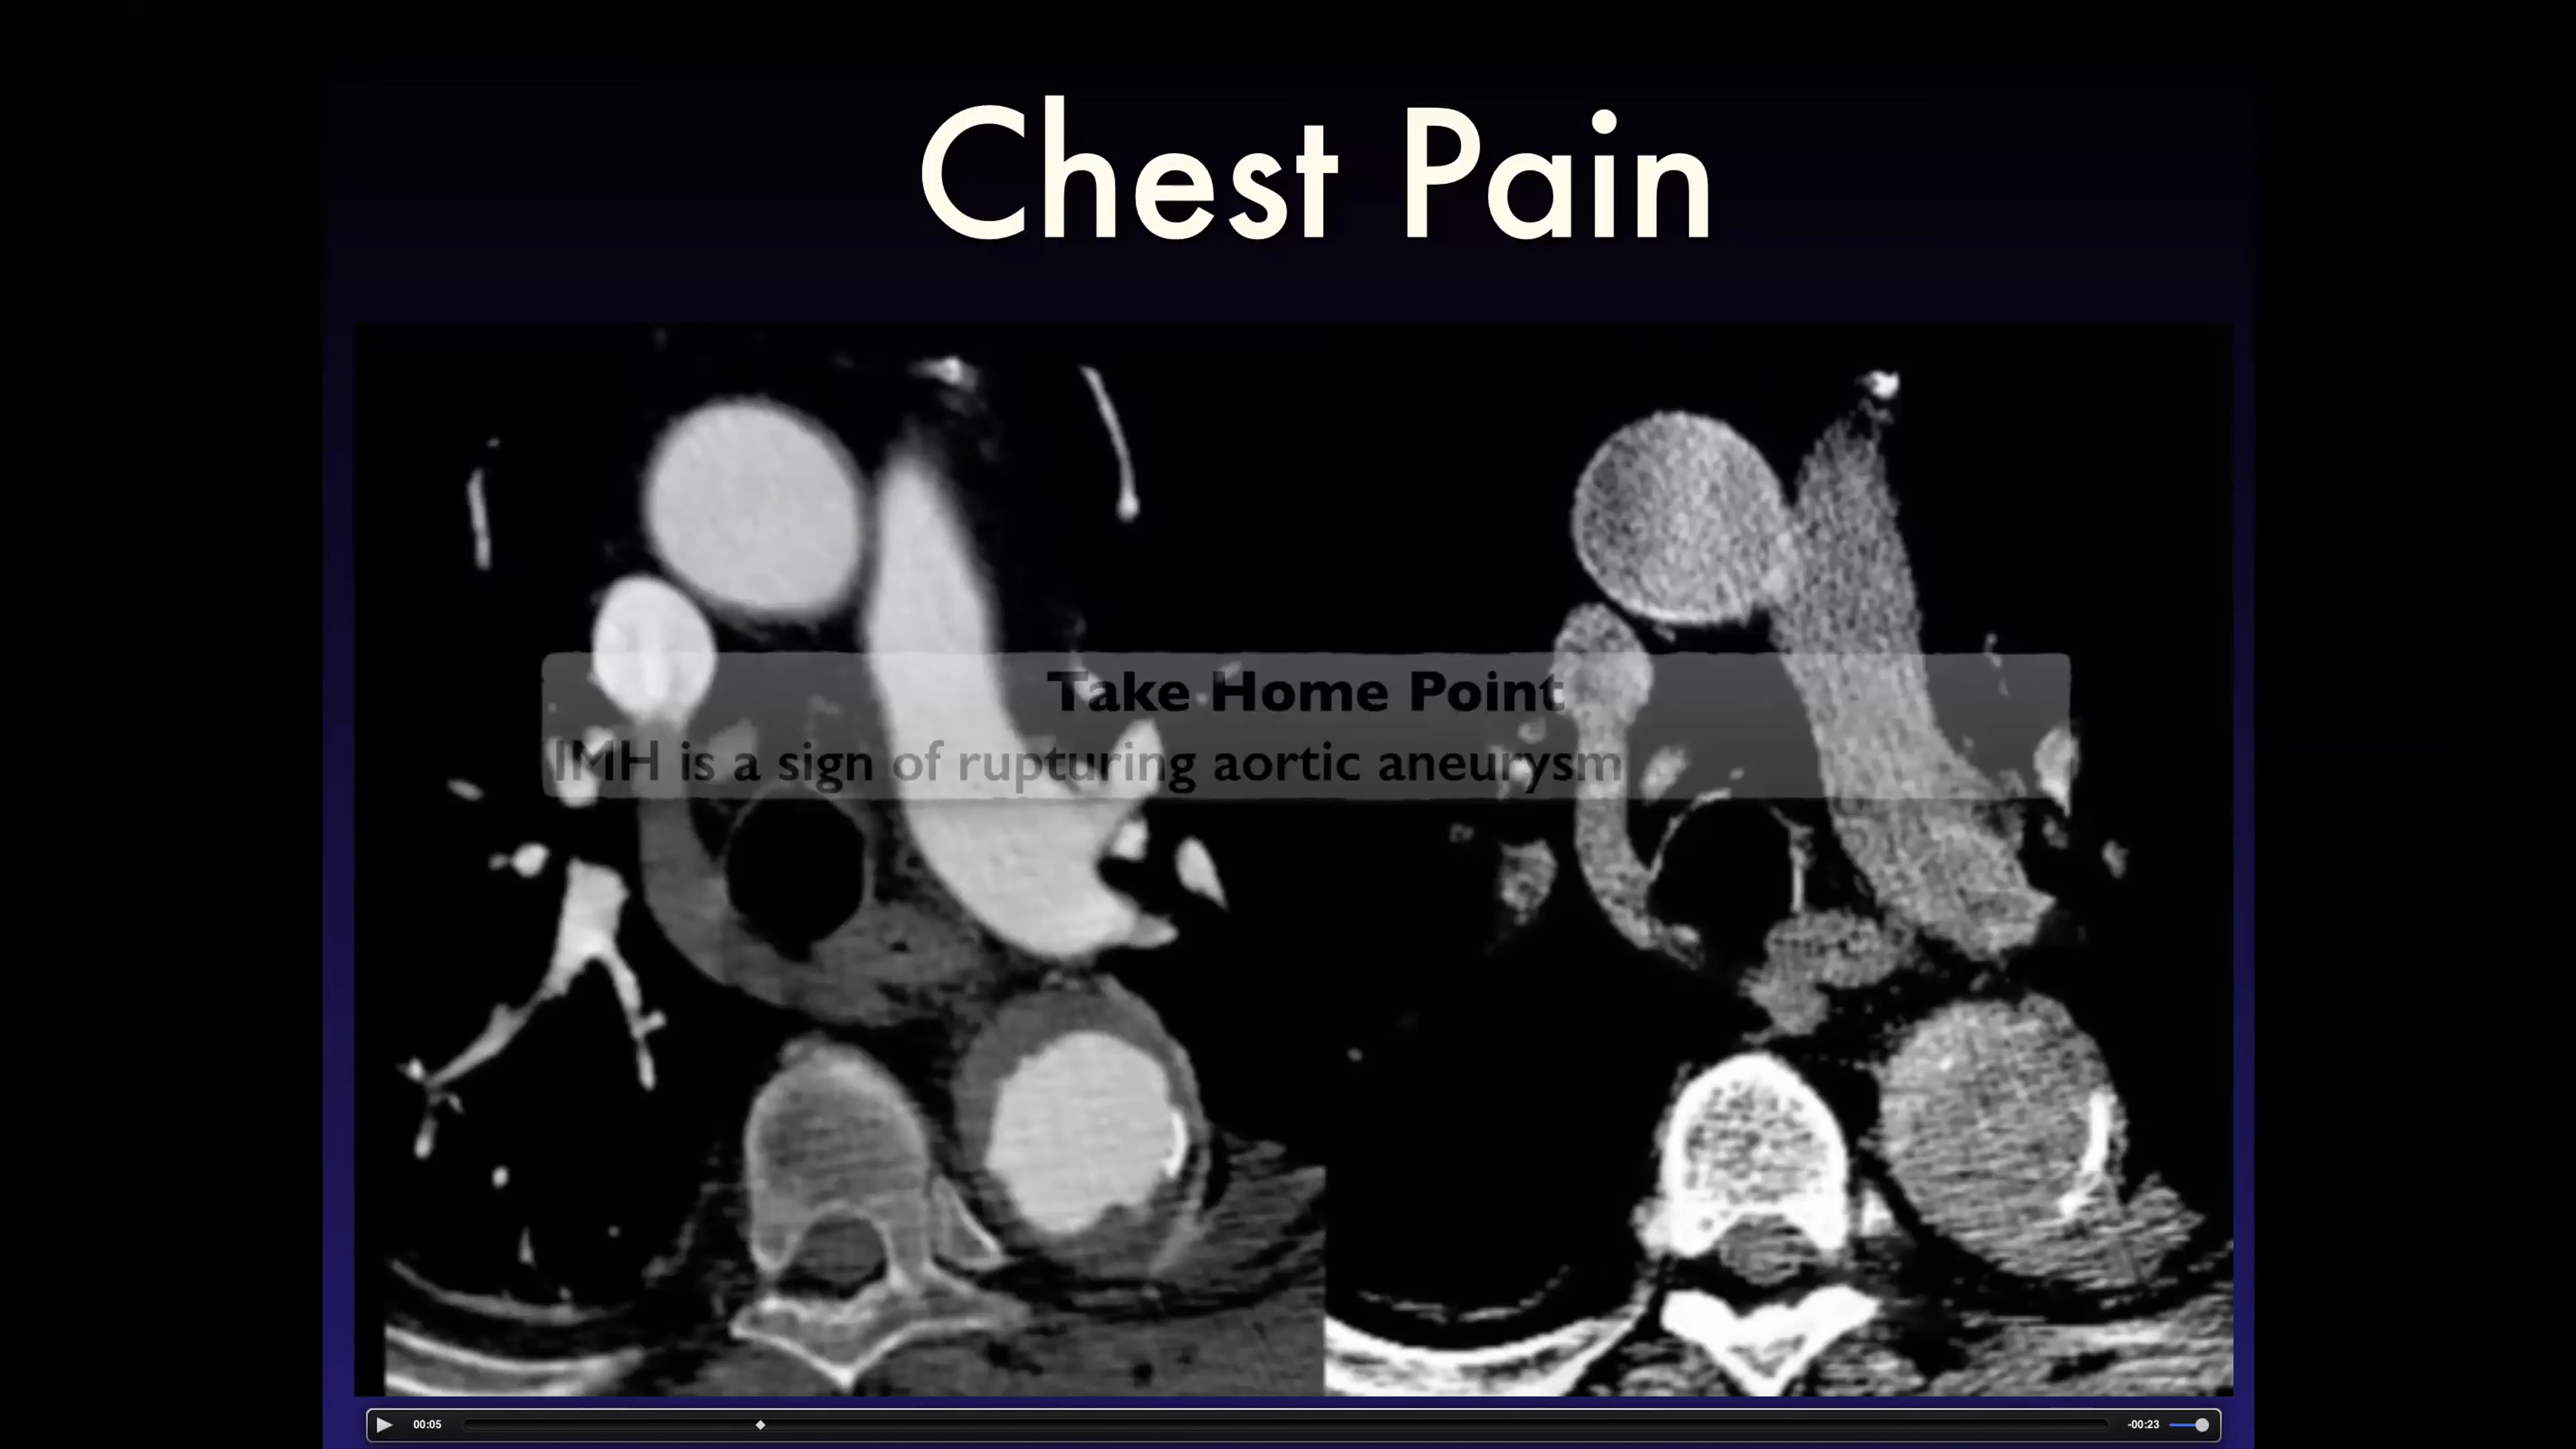 Chest Pain
Take Home Point
IMH is a sign of rupturing aortic aneurysm
00:05
-00:23